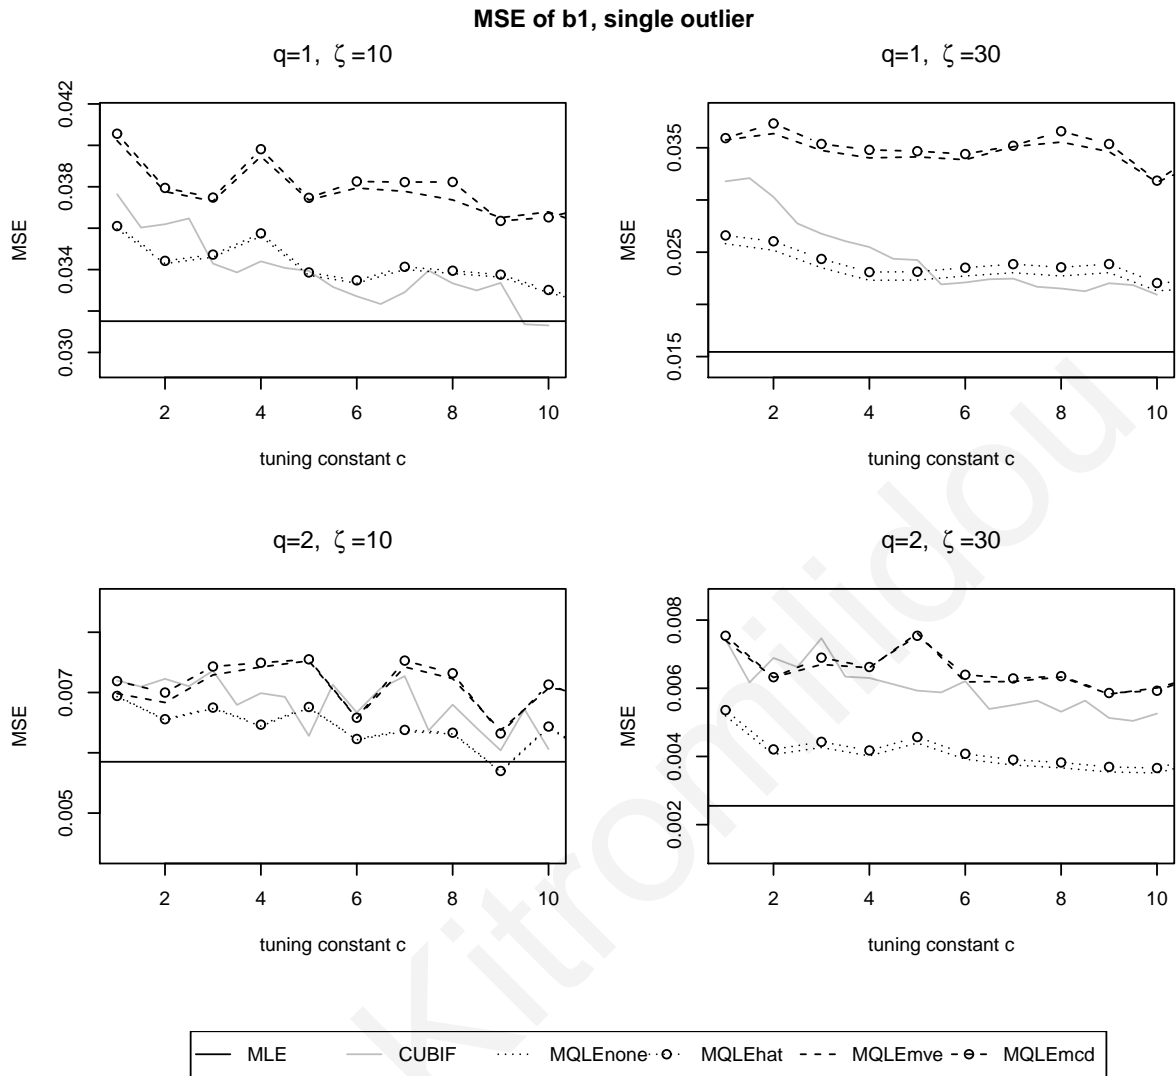 MSE of b1, single outlier
q=1, ζ=10
MSE
0.030 0.034 0.038 0.042
2 4 6 8 10
tuning constant c
q=1, ζ=30
MSE
0.015 0.025 0.035
2 4 6 8 10
tuning constant c
q=2, ζ=10
MSE
0.005 0.007
2 4 6 8 10
tuning constant c
q=2, ζ=30
MSE
0.002 0.004 0.006 0.008
2 4 6 8 10
tuning constant c
MLE CUBIF MQLEnone MQLEhat MQLEmve MQLEmcd
Kitromilidou